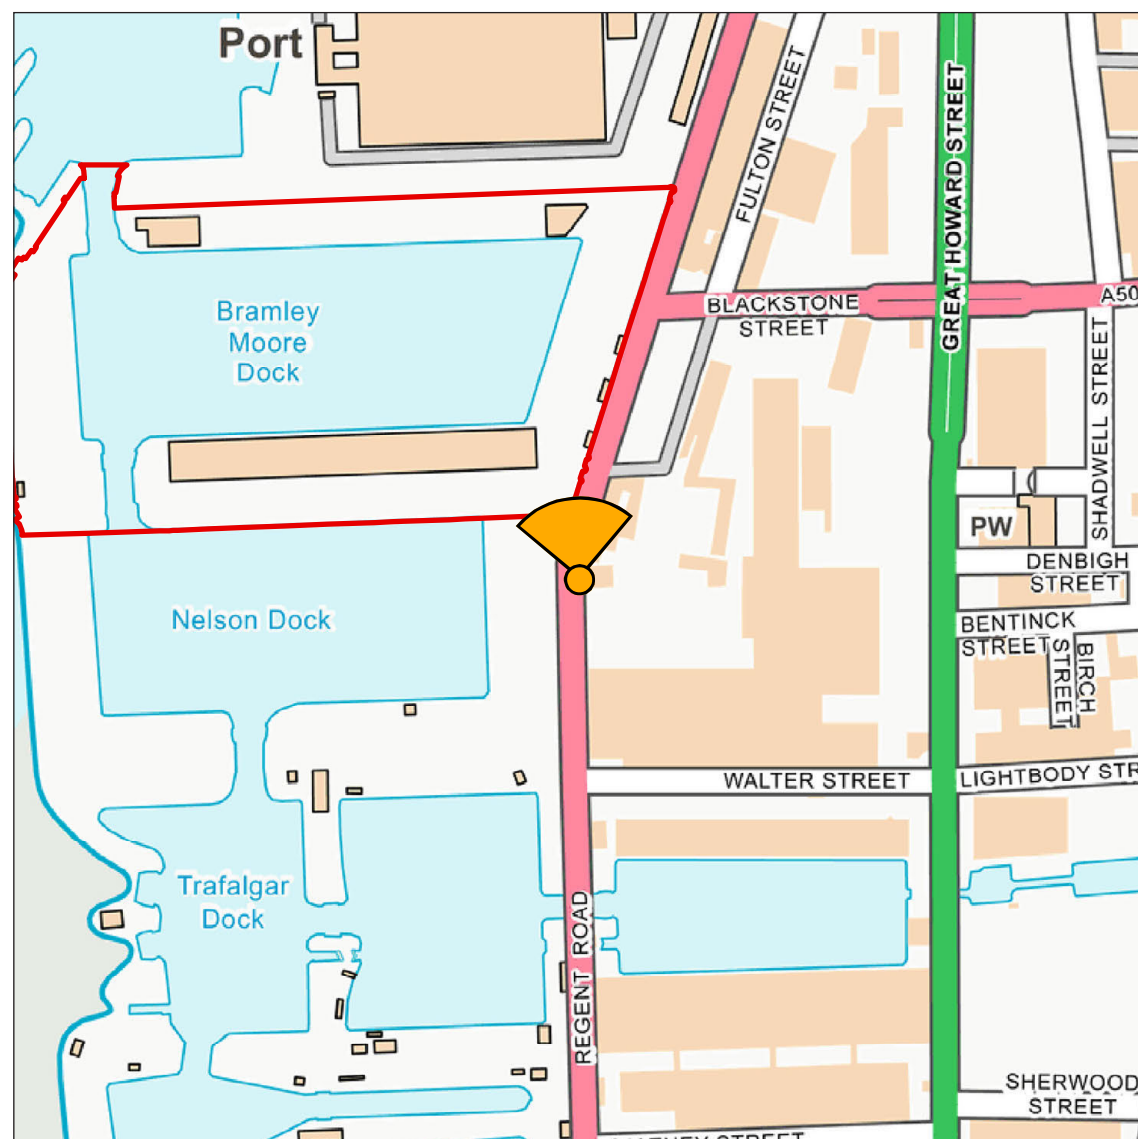 Port
FULTON STREET
GREAT HOWARD STREET
BLACKSTONE
STREET
A50
Bramley
Moore
Dock
SHADWELL STREET
PW
DENBIGH
STREET
BENTINCK
STREET
BIRCH
STREET
Nelson Dock
WALTER STREET
LIGHTBODY STR
Trafalgar
Dock
REGENT ROAD
SHERWOOD
STREET
STREET